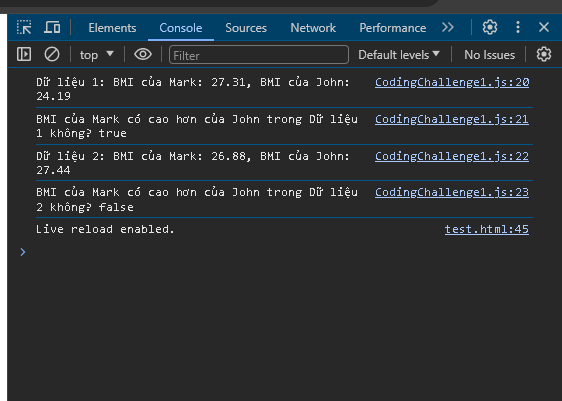 Elements Console Sources Network Performance
top Filter Default levels No Issues
Dữ liệu 1: BMI của Mark: 27.31, BMI của John: CodingChallenge1.js:20
24.19
BMI của Mark có cao hơn của John trong Dữ liệu CodingChallenge1.js:21
1 không? true
Dữ liệu 2: BMI của Mark: 26.88, BMI của John: CodingChallenge1.js:22
27.44
BMI của Mark có cao hơn của John trong Dữ liệu CodingChallenge1.js:23
2 không? false
Live reload enabled. test.html:45